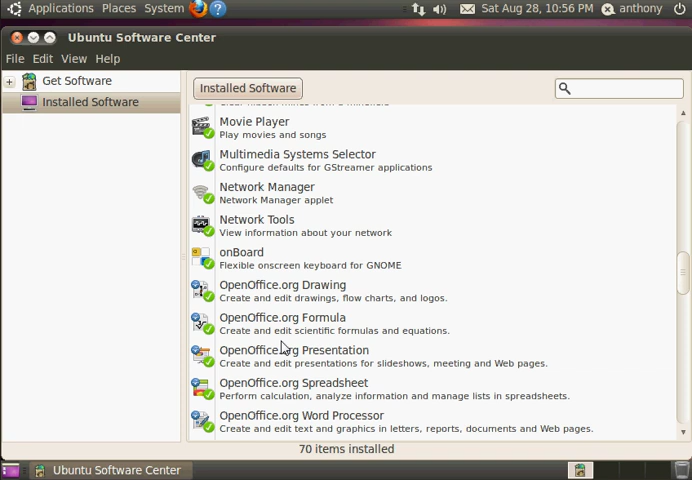 Applications Places System Sat Aug 28, 10:56 PM anthony
Ubuntu Software Center
File Edit View Help
Get Software
Installed Software
Installed Software
Movie Player
Play movies and songs
Multimedia Systems Selector
Configure defaults for GStreamer applications
Network Manager
Network Manager applet
Network Tools
View information about your network
onBoard
Flexible onscreen keyboard for GNOME
OpenOffice.org Drawing
Create and edit drawings, flow charts, and logos.
OpenOffice.org Formula
Create and edit scientific formulas and equations.
OpenOffice.org Presentation
Create and edit presentations for slideshows, meeting and Web pages.
OpenOffice.org Spreadsheet
Perform calculation, analyze information and manage lists in spreadsheets.
OpenOffice.org Word Processor
Create and edit text and graphics in letters, reports, documents and Web pages.
70 items installed
Ubuntu Software Center